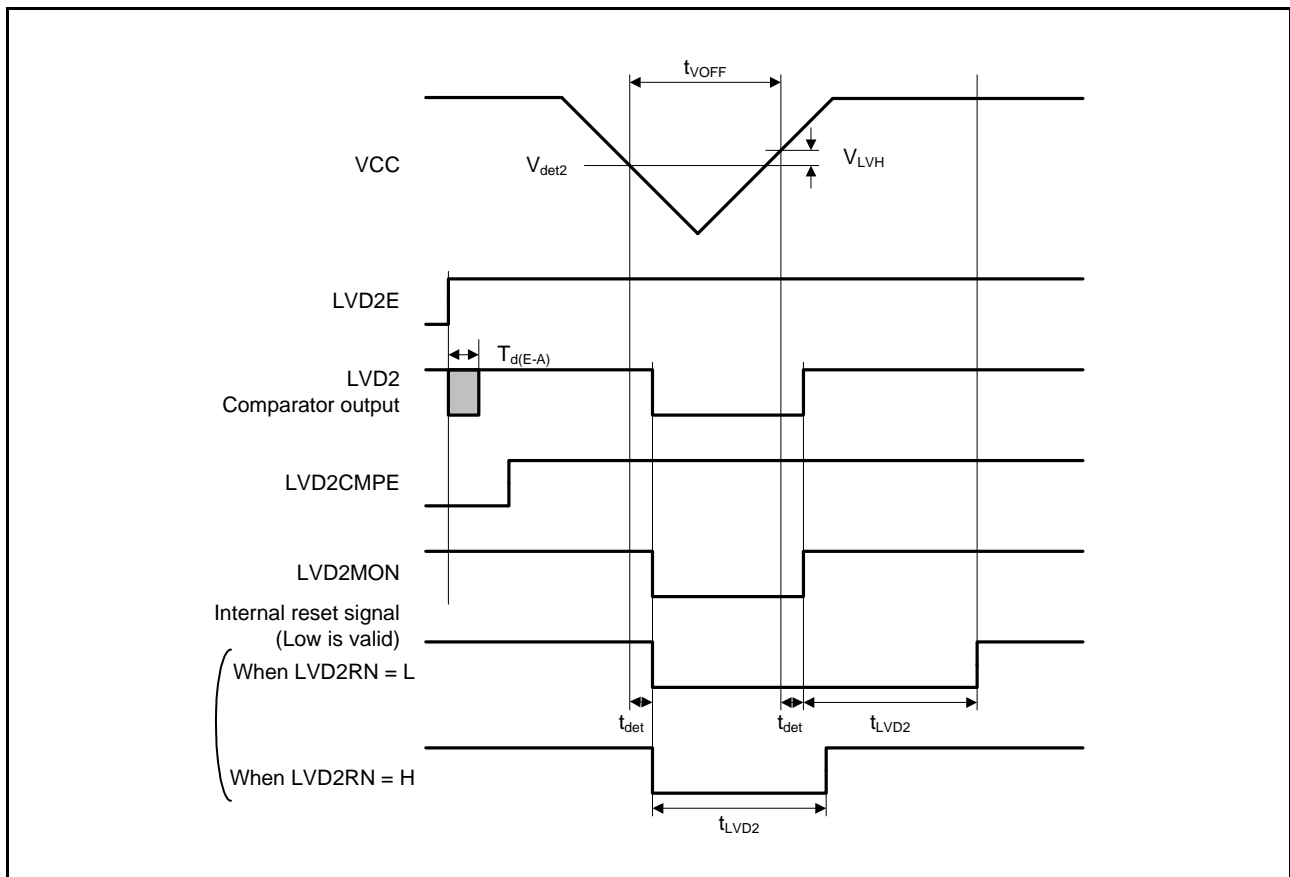 tVOFF
VCC
Vdet2
VLVH
LVD2E
Td(E-A)
LVD2
Comparator output
LVD2CMPE
LVD2MON
Internal reset signal
(Low is valid)
When LVD2RN = L
tdet
tdet
tLVD2
When LVD2RN = H
tLVD2